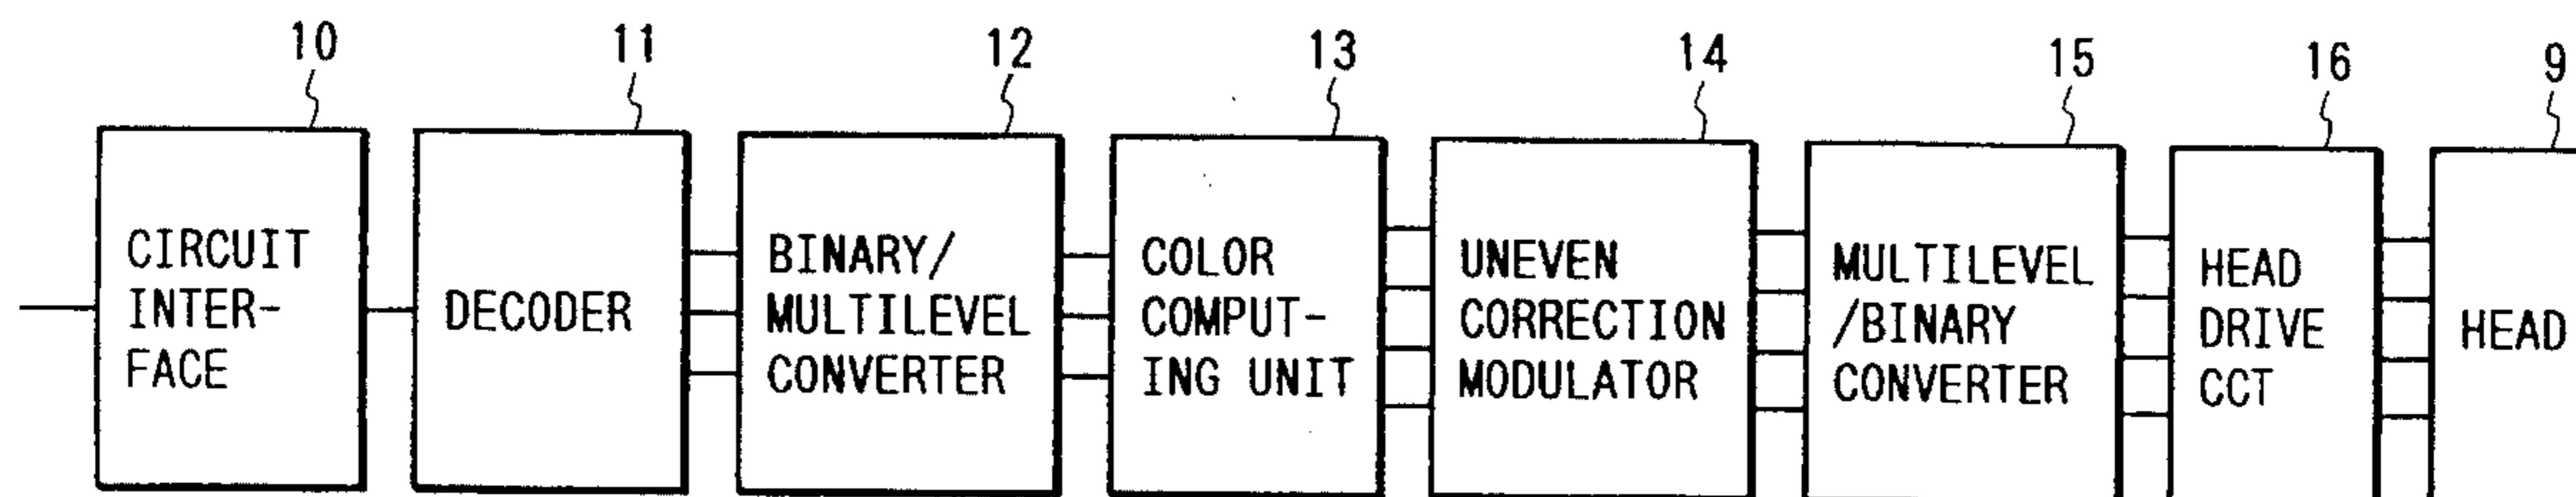 10
11
12
13
14
15
16
9
CIRCUIT
INTER-
FACE
DECODER
BINARY/
MULTILEVEL
CONVERTER
COLOR
COMPUT-
ING UNIT
UNEVEN
CORRECTION
MODULATOR
MULTILEVEL
/BINARY
CONVERTER
HEAD
DRIVE
CCT
HEAD